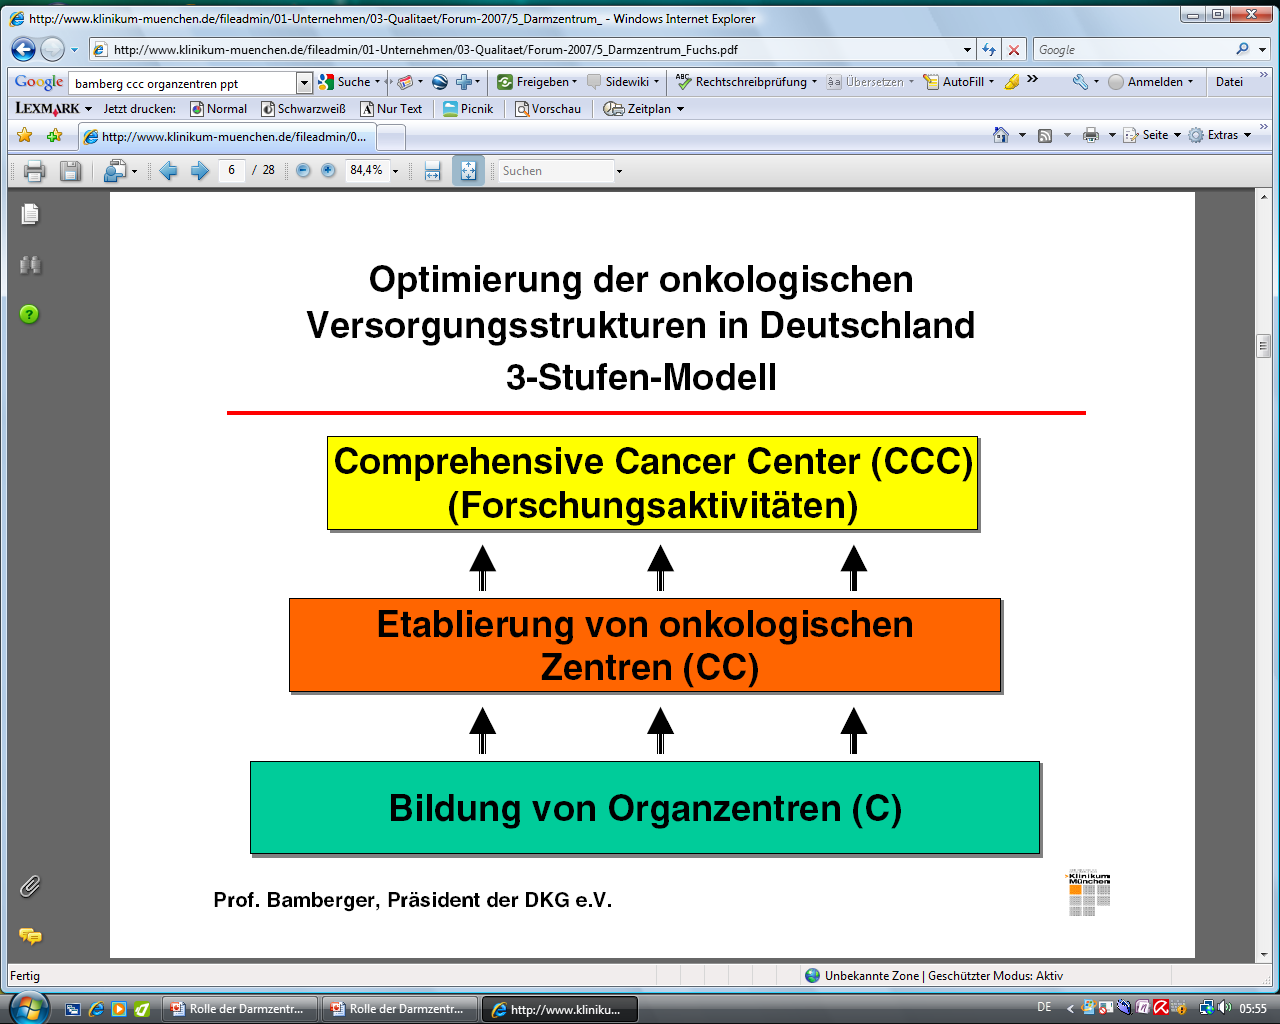 http://www.klinikum-muenchen.de/fileadmin/01-Unternehmen/03-Qualitaet/Forum-2007/5_Darmzentrum_ - Windows Internet Explorer
http://www.klinikum-muenchen.de/fileadmin/01-Unternehmen/03-Qualitaet/Forum-2007/5_Darmzentrum_Fuchs.pdf
Google
Google bamberg ccc organzentren ppt Suche Freigeben Sidewiki ABC Rechtschreibprüfung Übersetzen AutoFill Anmelden Datei
LEXMARK Jetzt drucken: Normal Schwarzweiß Nur Text Picnik Vorschau Zeitplan
http://www.klinikum-muenchen.de/fileadmin/0... Seite Extras
6 / 28 84,4% Suchen
Optimierung der onkologischen
Versorgungsstrukturen in Deutschland
3-Stufen-Modell
Comprehensive Cancer Center (CCC)
(Forschungsaktivitäten)
Etablierung von onkologischen
Zentren (CC)
Bildung von Organzentren (C)
Prof. Bamberger, Präsident der DKG e.V.
Klinikum
München
Fertig Unbekannte Zone | Geschützter Modus: Aktiv
Rolle der Darmzentr... Rolle der Darmzentr... http://www.kliniku... DE 05:55